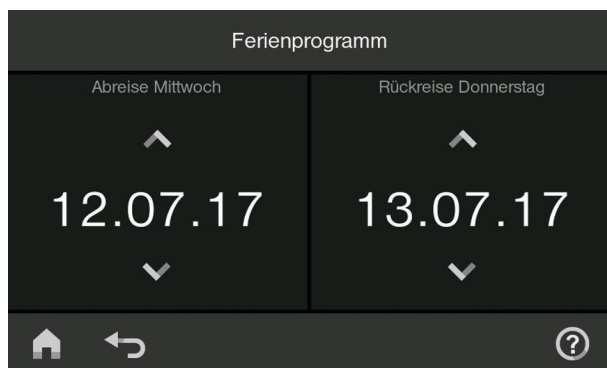 Ferienprogramm
Abreise Mittwoch
Rückreise Donnerstag
12.07.17
13.07.17
?